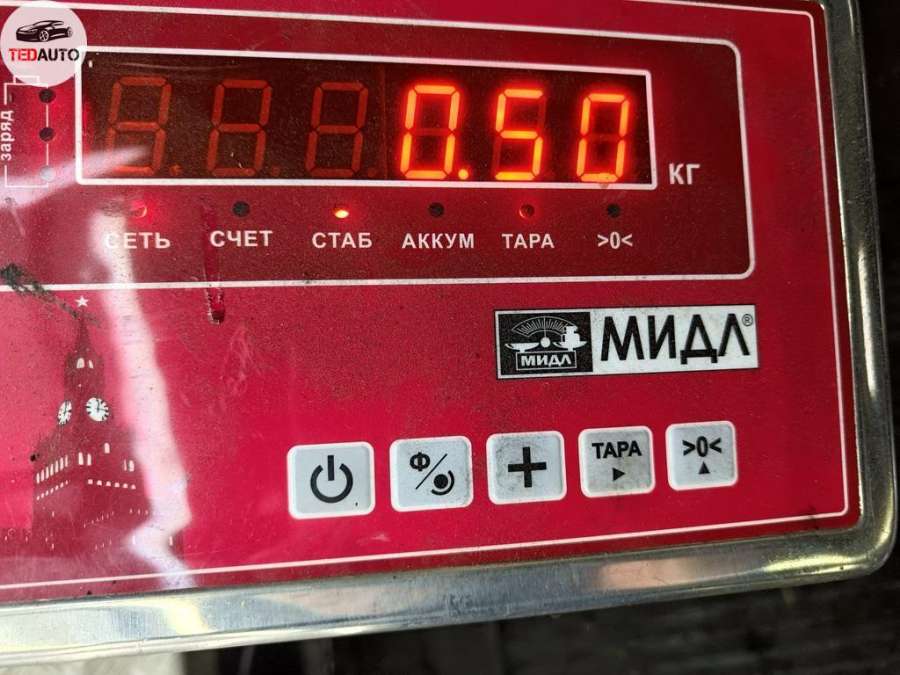 TEDAUTO
заряд
0.50
КГ
СЕТЬ СЧЕТ СТАБ АККУМ ТАРА >0<
МИДЛ МИДЛ®
Ф ТАРА >0<